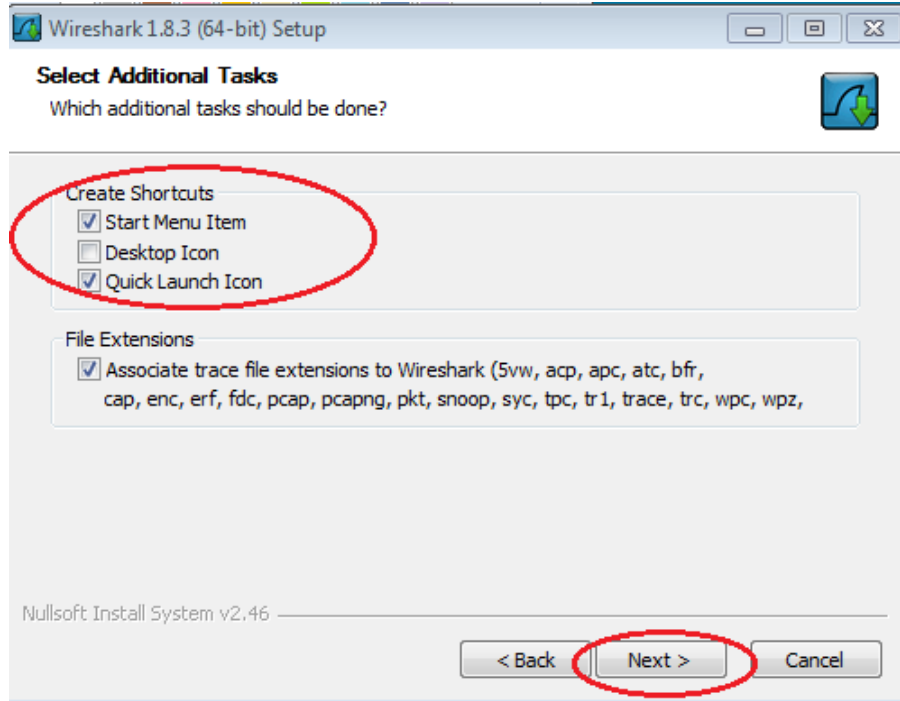 Wireshark 1.8.3 (64-bit) Setup
Select Additional Tasks
Which additional tasks should be done?
Create Shortcuts
Start Menu Item
Desktop Icon
Quick Launch Icon
File Extensions
Associate trace file extensions to Wireshark (5vw, acp, apc, atc, bfr,
cap, enc, erf, fdc, pcap, pcapng, pkt, snoop, syc, tpc, tr1, trace, trc, wpc, wpz,
Nullsoft Install System v2.46
< Back Next > Cancel